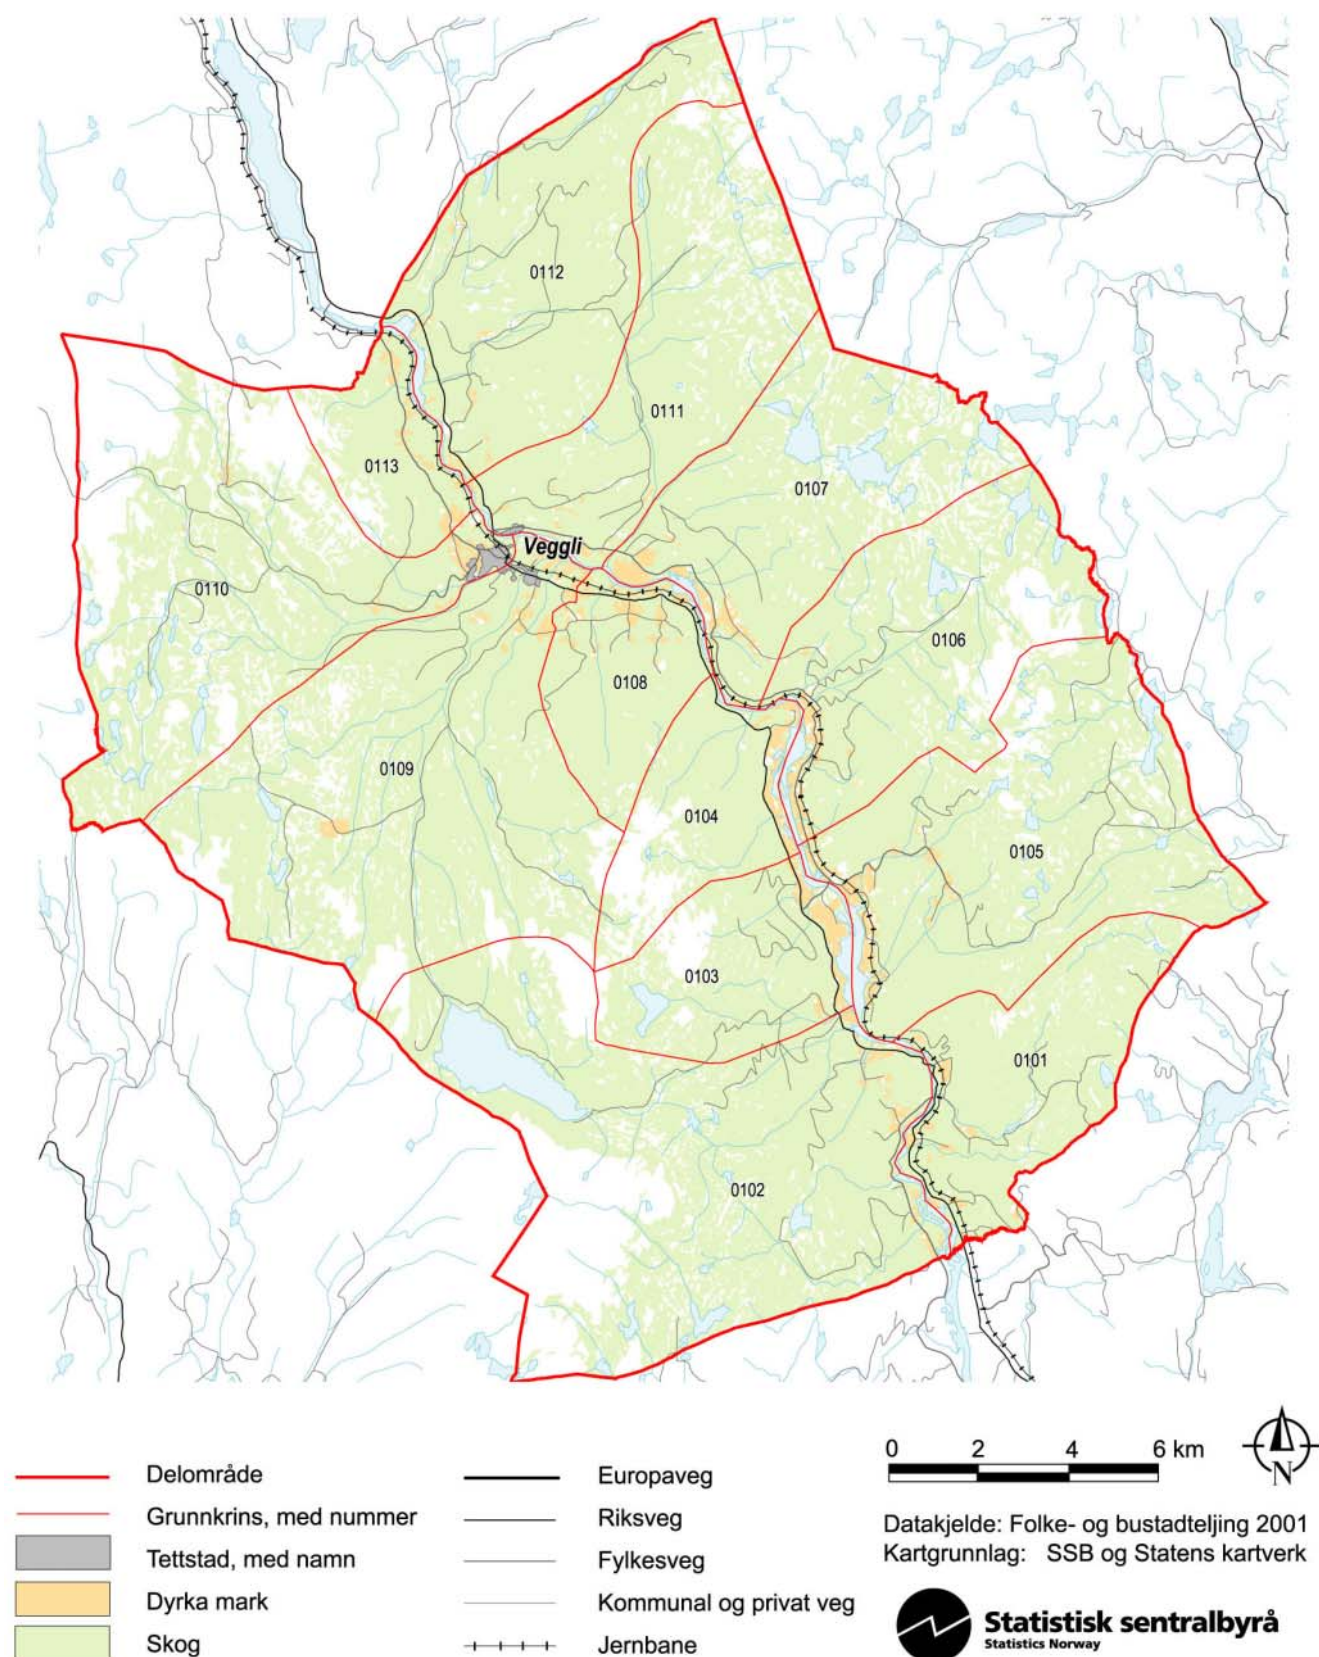 0112
0111
0113
0107
Veggli
0110
0106
0108
0109
0104
0105
0103
0101
0102
Delområde
Grunnkrins, med nummer
Tettstad, med namn
Dyrka mark
Skog
Europaveg
Riksveg
Fylkesveg
Kommunal og privat veg
Jernbane
0 2 4 6 km
N
Datakjelde: Folke- og bustadteljing 2001
Kartgrunnlag: SSB og Statens kartverk
Statistisk sentralbyrå
Statistics Norway